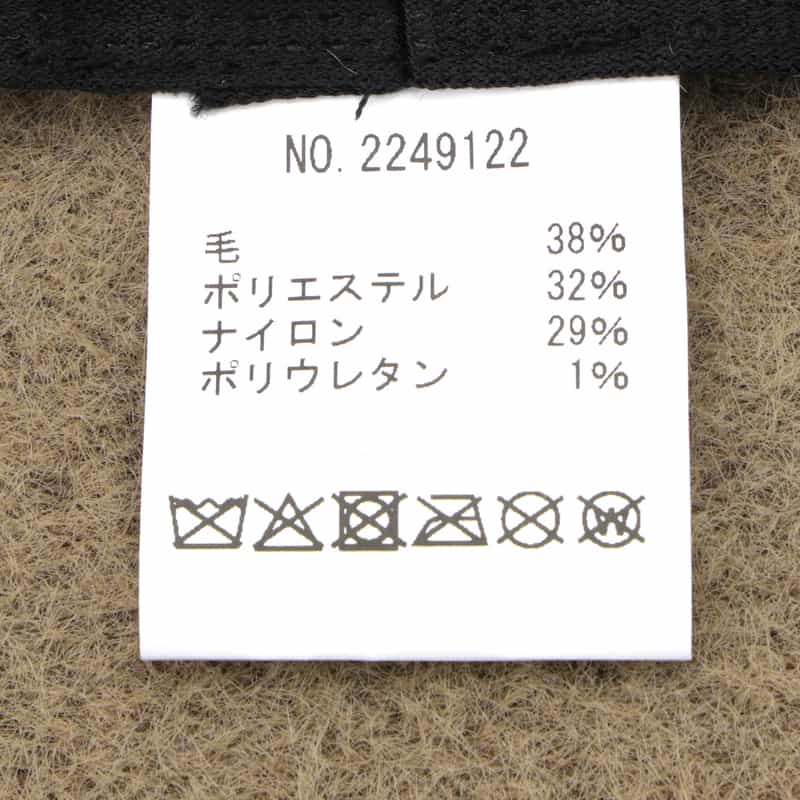 NO. 2249122
毛 38%
ポリエステル 32%
ナイロン 29%
ポリウレタン 1%
W